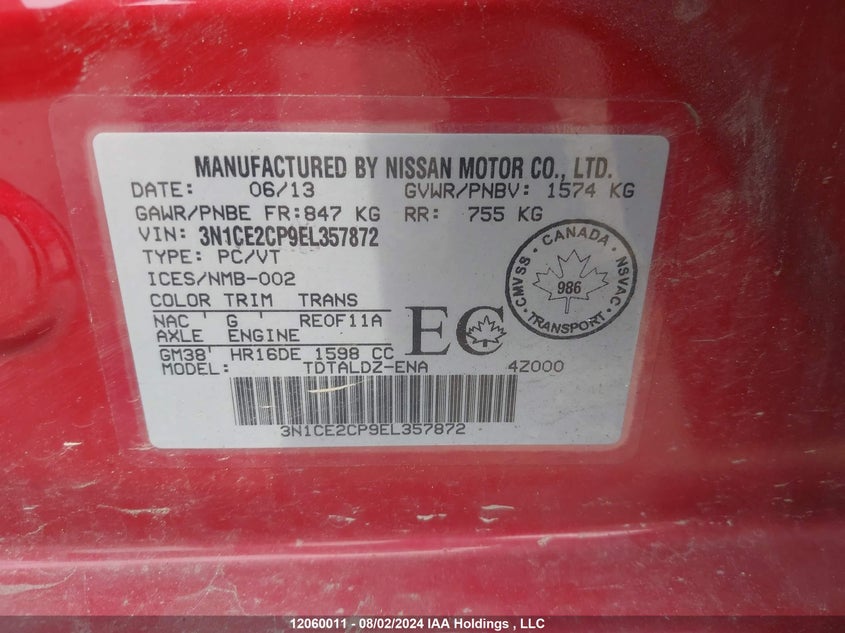 MANUFACTURED BY NISSAN MOTOR CO., LTD.
DATE: 06/13 GVWR/PNBV: 1574 KG
GAWR/PNBE FR:847 KG RR: 755 KG
VIN: 3N1CE2CP9EL357872
TYPE: PC/VT
ICES/NMB-002
COLOR TRIM TRANS
NAC ' G ' REOF11A
AXLE ENGINE
GM38' HR16DE 1598 CC
MODEL: TDTALDZ-ENA 4Z000
EC
CMVSS · CANADA · NSVAC · TRANSPORT ·
986
3N1CE2CP9EL357872
12060011 - 08/02/2024 IAA Holdings , LLC